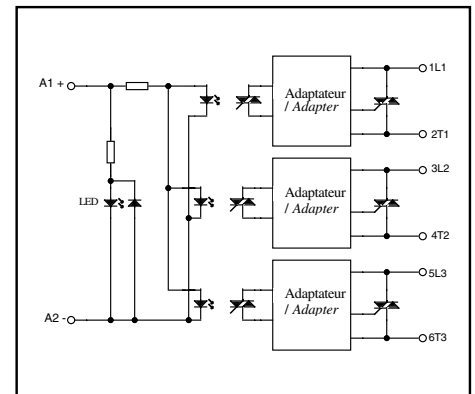 A1 +
LED
A2 -
Adaptateur
/ Adapter
1L1
2T1
Adaptateur
/ Adapter
3L2
4T2
Adaptateur
/ Adapter
5L3
6T3